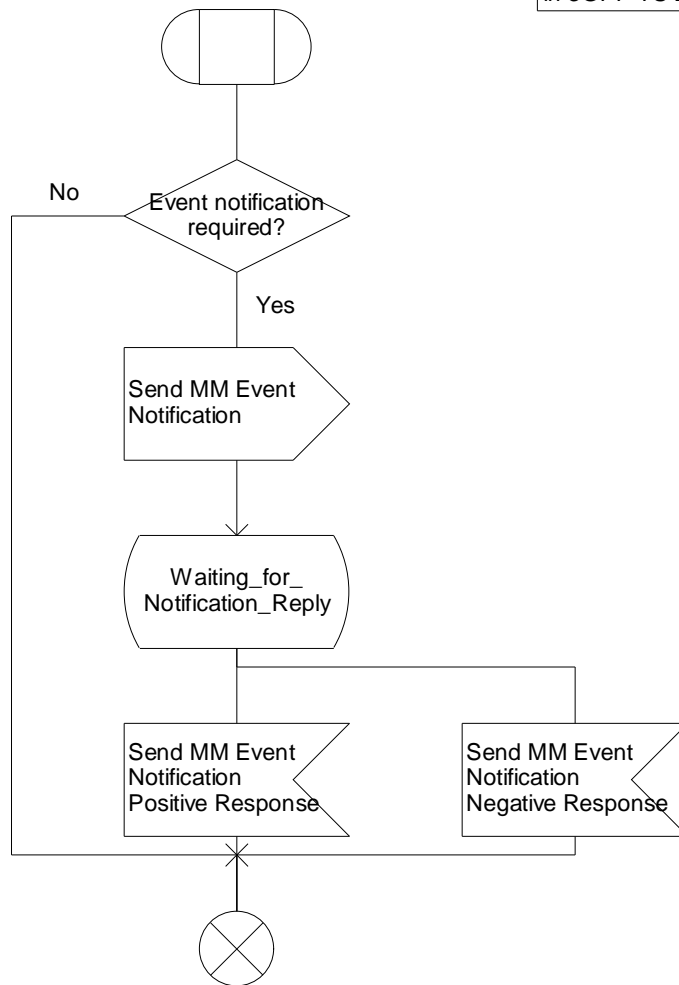 Event notification
required?
No
Yes
Send MM Event
Notification
Waiting_for_
Notification_Reply
Send MM Event
Notification
Positive Response
Send MM Event
Notification
Negative Response